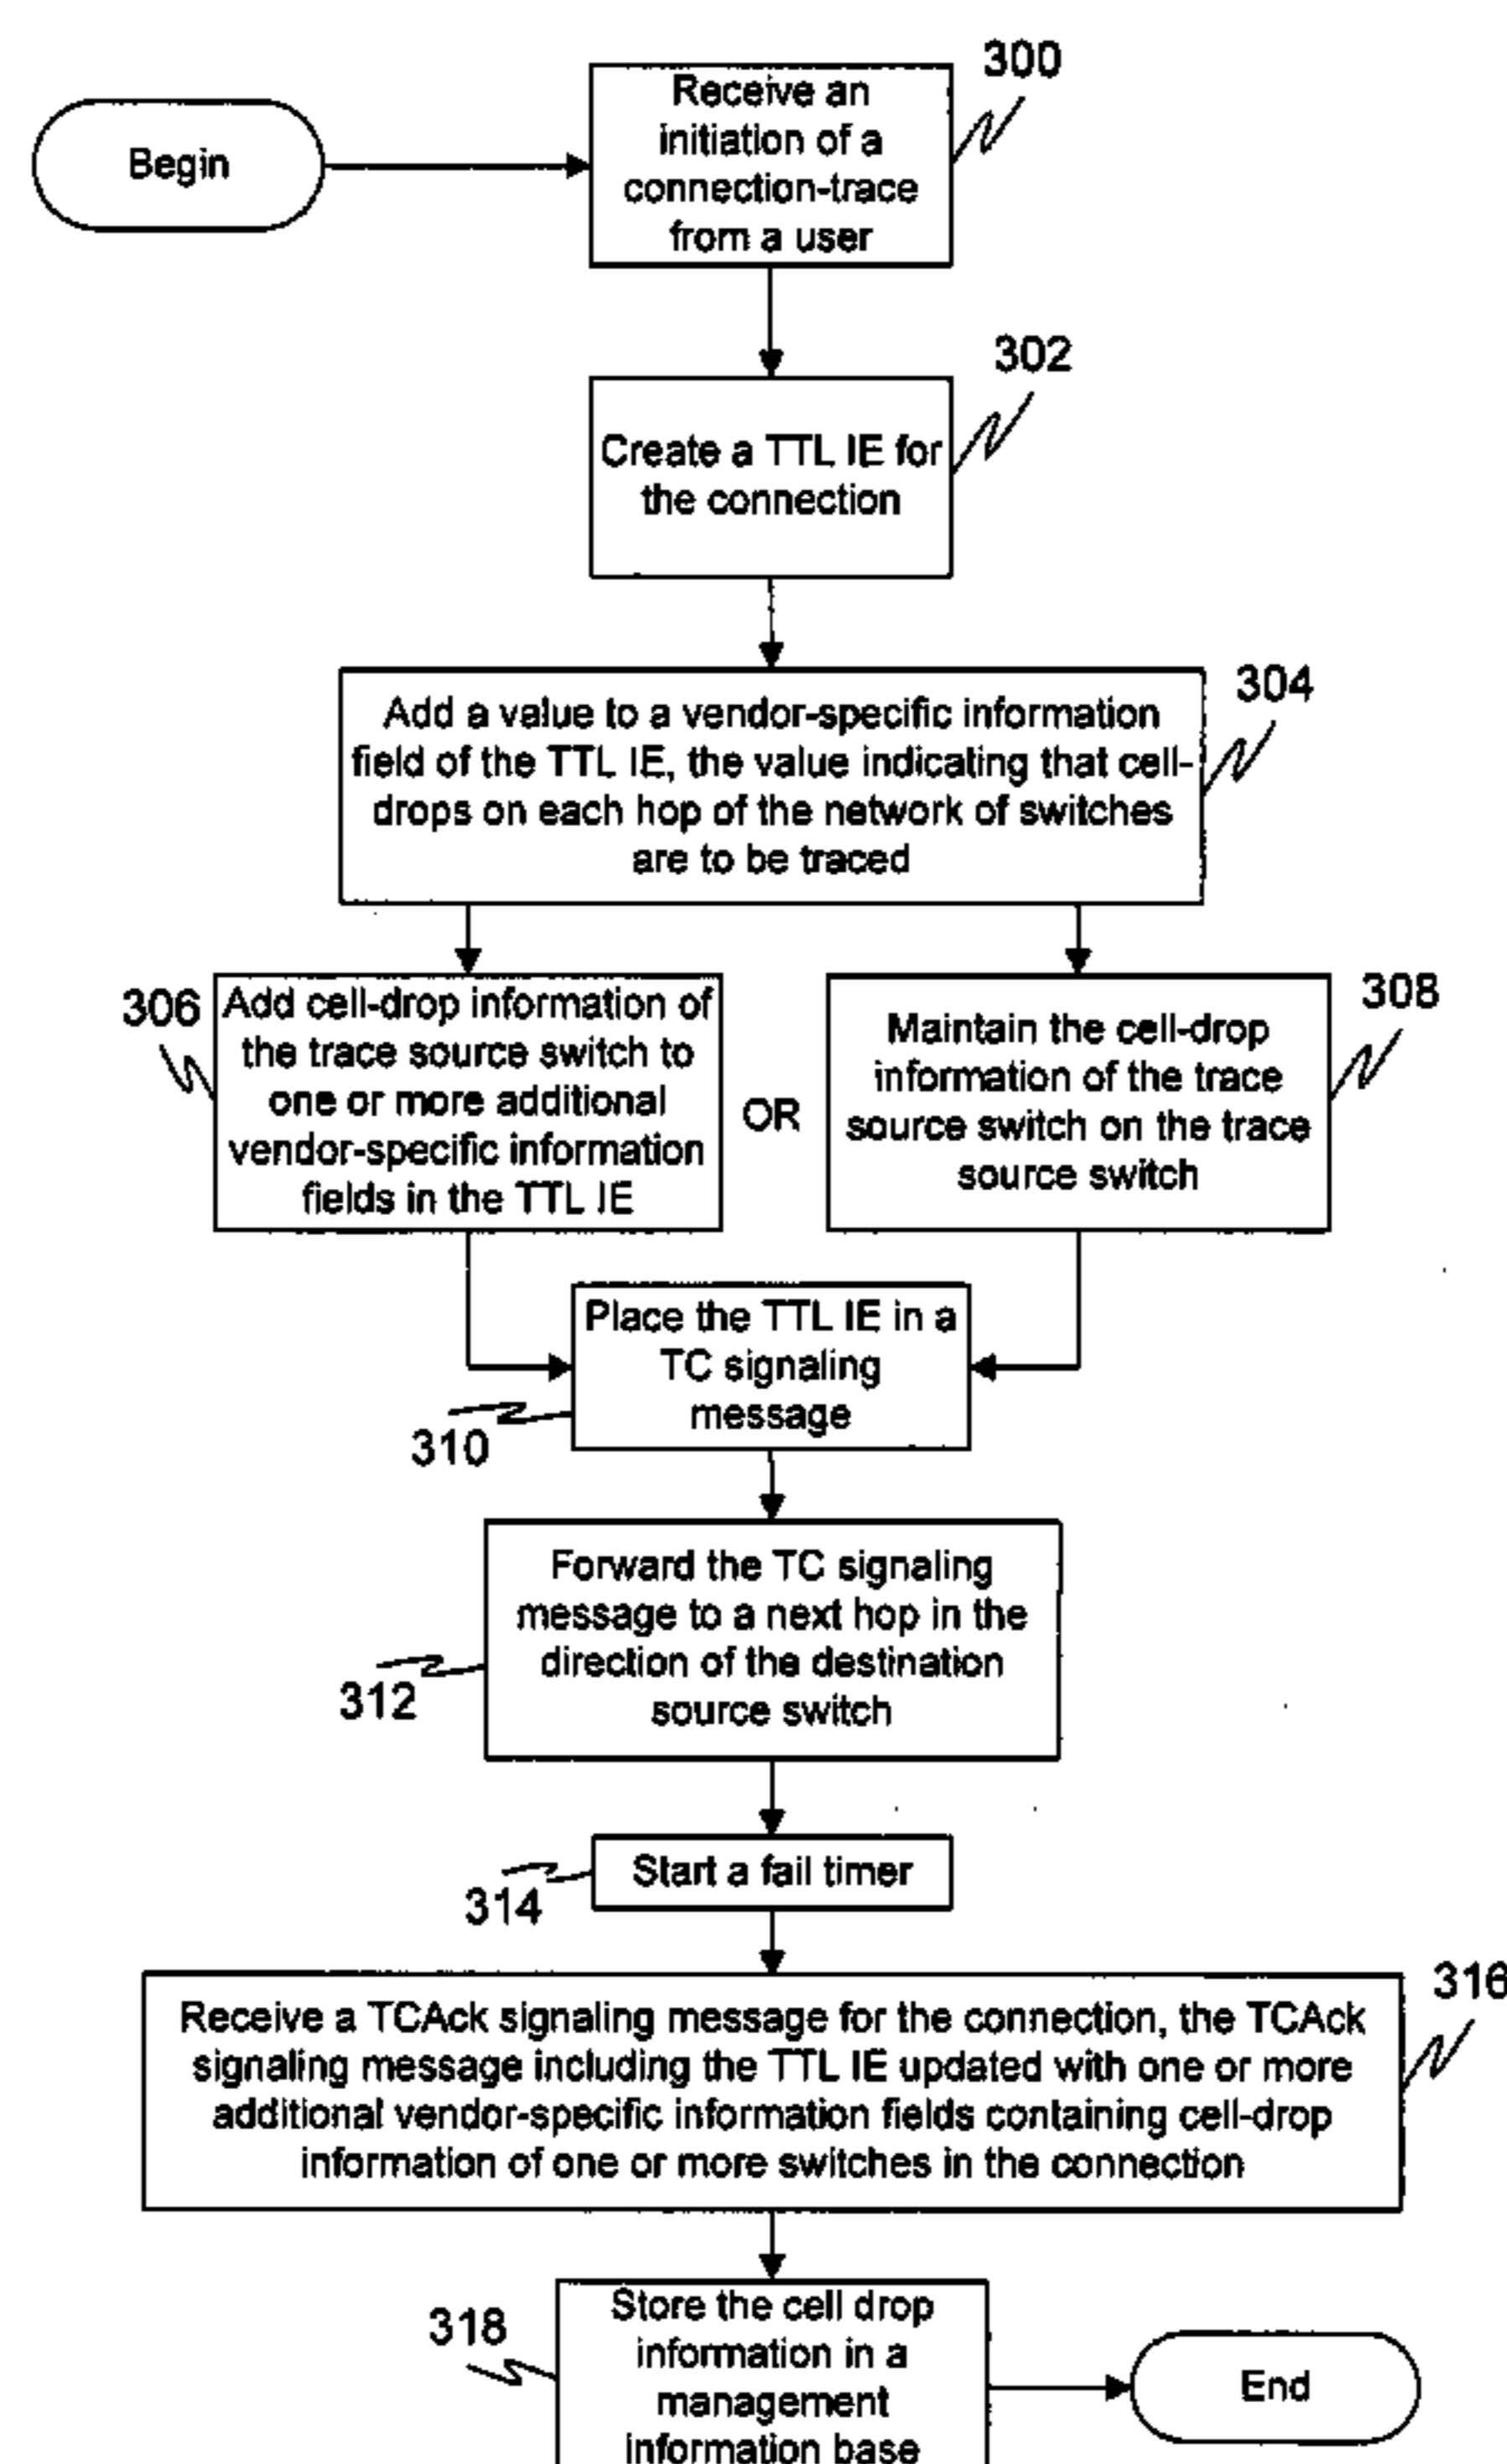 300
Begin
Receive an
initiation of a
connection-trace
from a user
302
Create a TTL IE for
the connection
304
Add a value to a vendor-specific information
field of the TTL IE, the value indicating that cell-
drops on each hop of the network of switches
are to be traced
306
Add cell-drop information of
the trace source switch to
one or more additional
vendor-specific information
fields in the TTL IE
OR
308
Maintain the cell-drop
information of the trace
source switch on the trace
source switch
Place the TTL IE in a
TC signaling
message
310
Forward the TC signaling
message to a next hop in the
direction of the destination
source switch
312
Start a fail timer
314
316
Receive a TCAck signaling message for the connection, the TCAck
signaling message including the TTL IE updated with one or more
additional vendor-specific information fields containing cell-drop
information of one or more switches in the connection
318
Store the cell drop
information in a
management
information base
End